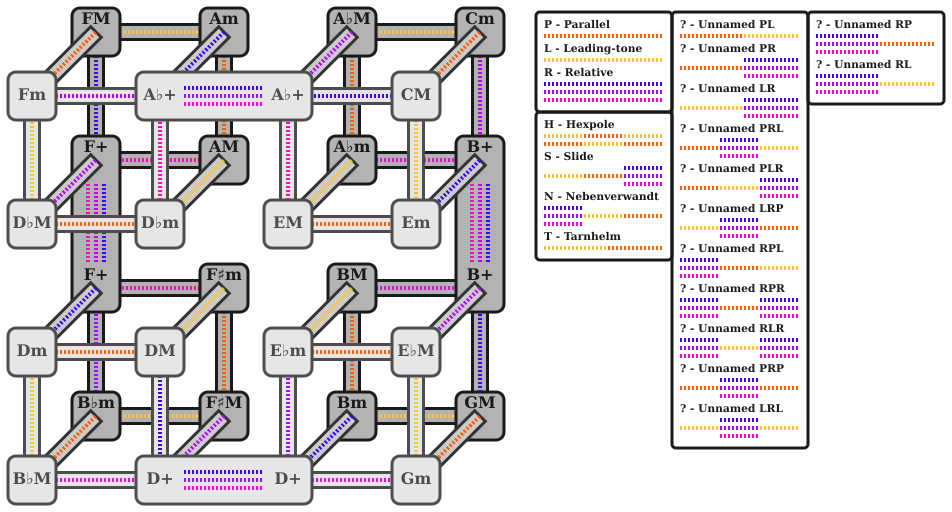 FM Am A♭M Cm
Fm A♭+ A♭+ CM
F+ AM A♭m B+
D♭M D♭m EM Em
F+ F♯m BM B+
Dm DM E♭m E♭M
B♭m F♯M Bm GM
B♭M D+ D+ Gm
P - Parallel
L - Leading-tone
R - Relative
H - Hexpole
S - Slide
N - Nebenverwandt
T - Tarnhelm
? - Unnamed PL
? - Unnamed PR
? - Unnamed LR
? - Unnamed PRL
? - Unnamed PLR
? - Unnamed LRP
? - Unnamed RPL
? - Unnamed RPR
? - Unnamed RLR
? - Unnamed PRP
? - Unnamed LRL
? - Unnamed RP
? - Unnamed RL